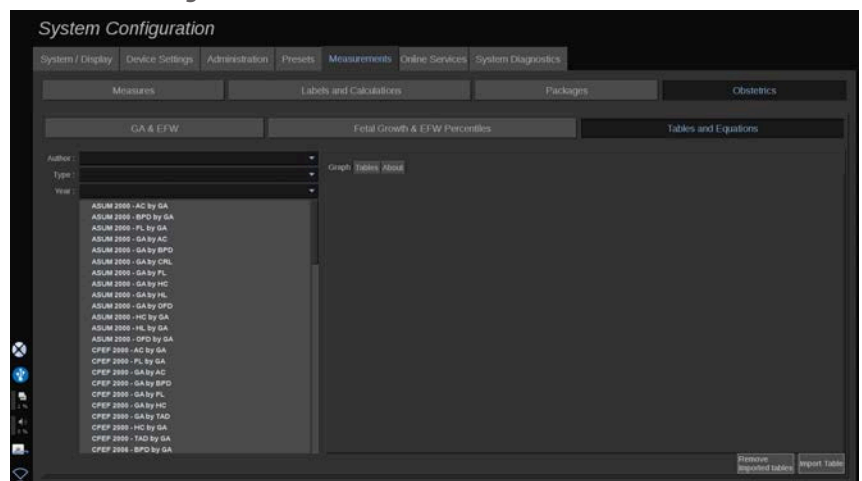 System Configuration
System / Display Device Settings Administration Presets Measurements Online Services System Diagnostics
Measures Labels and Calculations Packages Obstetrics
GA & EFW Fetal Growth & EFW Percentiles Tables and Equations
Author :
Type :
Year :
Graph Tables About
ASUM 2000 - AC by GA
ASUM 2000 - BPD by GA
ASUM 2000 - FL by GA
ASUM 2000 - GA by AC
ASUM 2000 - GA by BPD
ASUM 2000 - GA by CRL
ASUM 2000 - GA by FL
ASUM 2000 - GA by HC
ASUM 2000 - GA by HL
ASUM 2000 - GA by OFD
ASUM 2000 - HC by GA
ASUM 2000 - HL by GA
ASUM 2000 - OFD by GA
CFEF 2000 - AC by GA
CFEF 2000 - FL by GA
CFEF 2000 - GA by AC
CFEF 2000 - GA by BPD
CFEF 2000 - GA by FL
CFEF 2000 - GA by HC
CFEF 2000 - GA by TAD
CFEF 2000 - HC by GA
CFEF 2000 - TAD by GA
CFEF 2006 - BPD by GA
Remove
Imported tables
Import Table